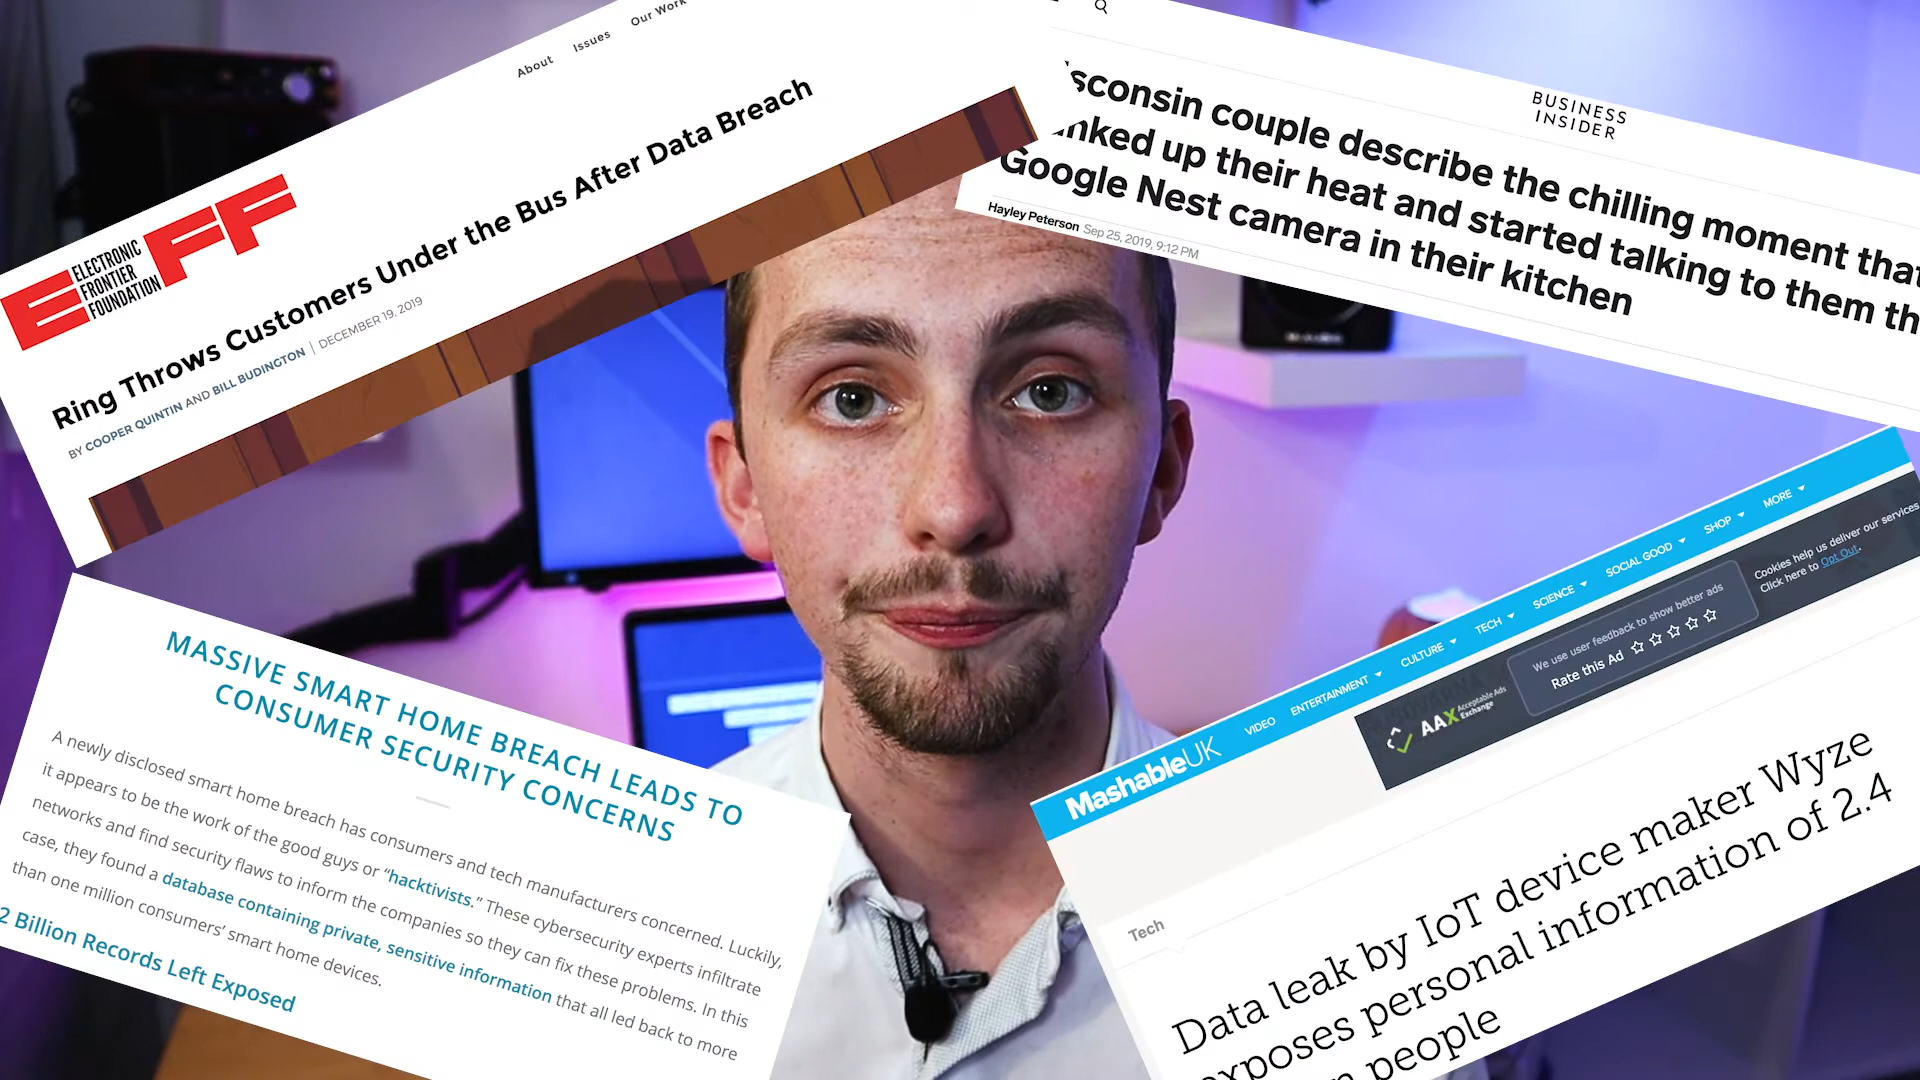 About Issues Our Work
ELECTRONIC
FRONTIER
FOUNDATION
EFF
Ring Throws Customers Under the Bus After Data Breach
BY COOPER QUINTIN AND BILL BUDINGTON | DECEMBER 19, 2019
BUSINESS
INSIDER
sconsin couple describe the chilling moment that
nked up their heat and started talking to them th
Google Nest camera in their kitchen
Hayley Peterson Sep 25, 2019, 9:12 PM
MASSIVE SMART HOME BREACH LEADS TO
CONSUMER SECURITY CONCERNS
A newly disclosed smart home breach has consumers and tech manufacturers concerned. Luckily,
it appears to be the work of the good guys or “hacktivists.” These cybersecurity experts infiltrate
networks and find security flaws to inform the companies so they can fix these problems. In this
case, they found a database containing private, sensitive information that all led back to more
than one million consumers’ smart home devices.
2 Billion Records Left Exposed
MashableUK VIDEO ENTERTAINMENT CULTURE TECH SCIENCE SOCIAL GOOD SHOP MORE
AAX Acceptable Ads
Exchange
We use user feedback to show better ads
Rate this Ad
Cookies help us deliver our services
Click here to Opt Out.
Tech
Data leak by IoT device maker Wyze
exposes personal information of 2.4
n people